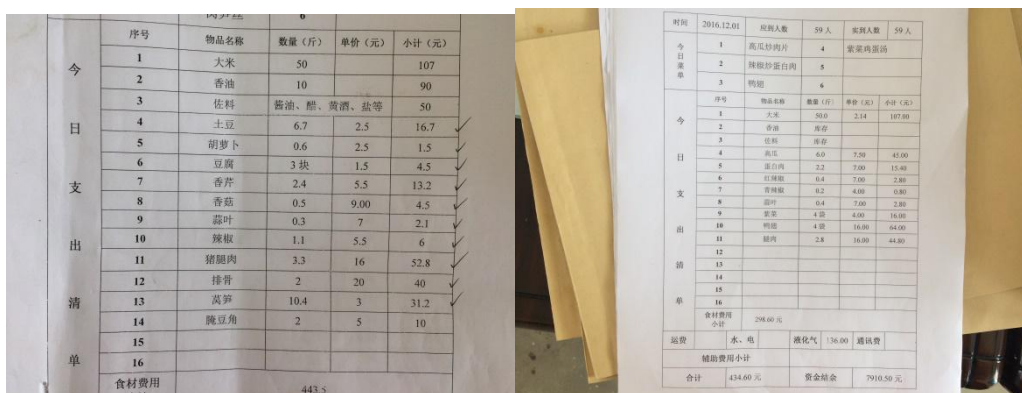 6
序号 物品名称 数量（斤） 单价（元） 小计（元）
1 大米 50 107
2 香油 10 90
3 佐料 酱油、醋、黄酒、盐等 50
4 土豆 6.7 2.5 16.7
5 胡萝卜 0.6 2.5 1.5
6 豆腐 3 块 1.5 4.5
7 香芹 2.4 5.5 13.2
8 香菇 0.5 9.00 4.5
9 蒜叶 0.3 7 2.1
10 辣椒 1.1 5.5 6
11 猪腿肉 3.3 16 52.8
12 排骨 2 20 40
13 莴笋 10.4 3 31.2
14 腌豆角 2 5 10
15
16
今日支出清单
食材费用 443.5
时间 2016.12.01 应到人数 59 人 实到人数 59 人
今日菜单
1 高瓜炒肉片 4 紫菜鸡蛋汤
2 辣椒炒蛋白肉 5
3 鸭翅 6
今日支出清单
序号 物品名称 数量（斤） 单价（元） 小计（元）
1 大米 50.0 2.14 107.00
2 香油 库存
3 佐料 库存
4 高瓜 6.0 7.50 45.00
5 蛋白肉 2.2 7.00 15.40
6 红辣椒 0.4 7.00 2.80
7 青辣椒 0.2 4.00 0.80
8 蒜叶 0.4 7.00 2.80
9 紫菜 4 袋 4.00 16.00
10 鸭翅 4 袋 16.00 64.00
11 腿肉 2.8 16.00 44.80
12
13
14
15
16
食材费用
小计 298.60 元
运费 水、电 液化气 136.00 通讯费
辅助费用小计
合计 434.60 元 资金结余 7910.50 元